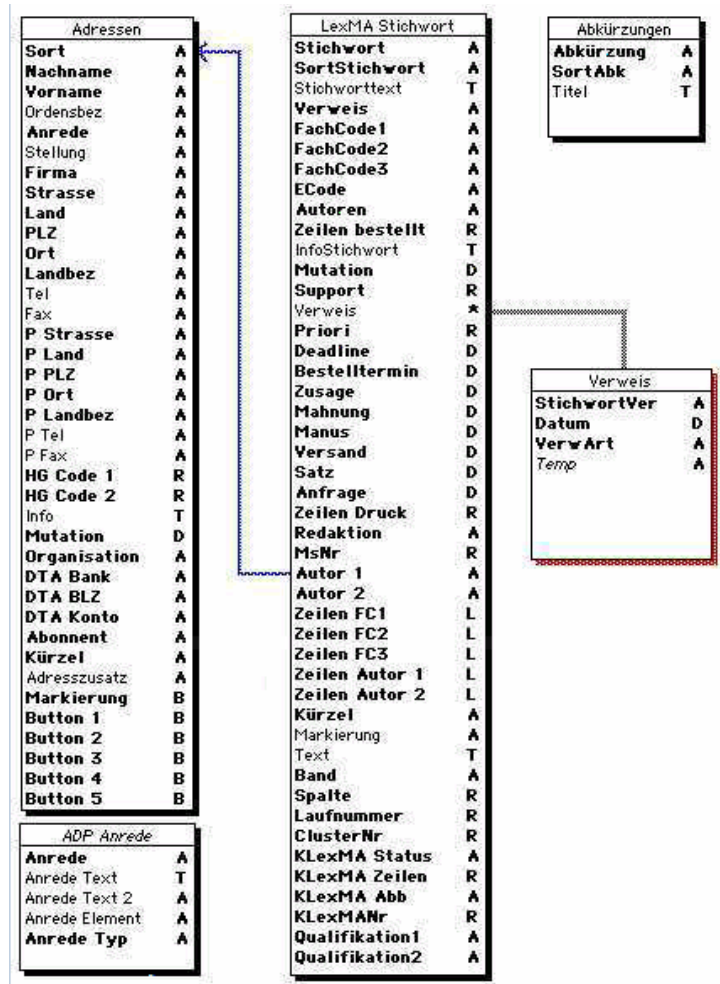 Adressen
Sort A
Nachname A
Vorname A
Ordensbez A
Anrede A
Stellung A
Firma A
Strasse A
Land A
PLZ A
Ort A
Landbez A
Tel A
Fax A
P Strasse A
P Land A
P PLZ A
P Ort A
P Landbez A
P Tel A
P Fax A
HG Code 1 R
HG Code 2 R
Info T
Mutation D
Organisation A
DTA Bank A
DTA BLZ A
DTA Konto A
Abonnent A
Kürzel A
Adresszusatz A
Markierung B
Button 1 B
Button 2 B
Button 3 B
Button 4 B
Button 5 B
ADP Anrede
Anrede A
Anrede Text T
Anrede Text 2 A
Anrede Element A
Anrede Typ A
LexMA Stichwort
Stichwort A
SortStichwort A
Stichworttext T
Verweis A
FachCode1 A
FachCode2 A
FachCode3 A
ECode A
Autoren A
Zeilen bestellt R
InfoStichwort T
Mutation D
Support R
Verweis *
Priori R
Deadline D
Bestelltermin D
Zusage D
Mahnung D
Manus D
Versand D
Satz D
Anfrage D
Zeilen Druck R
Redaktion A
MsNr R
Autor 1 A
Autor 2 A
Zeilen FC1 L
Zeilen FC2 L
Zeilen FC3 L
Zeilen Autor 1 L
Zeilen Autor 2 L
Kürzel A
Markierung A
Text T
Band A
Spalte R
Laufnummer R
ClusterNr R
KLexMA Status A
KLexMA Zeilen R
KLexMA Abb A
KLexMANr R
Qualifikation1 A
Qualifikation2 A
Abkürzungen
Abkürzung A
SortAbk A
Titel T
Verweis
StichwortVer A
Datum D
VerwArt A
Temp A